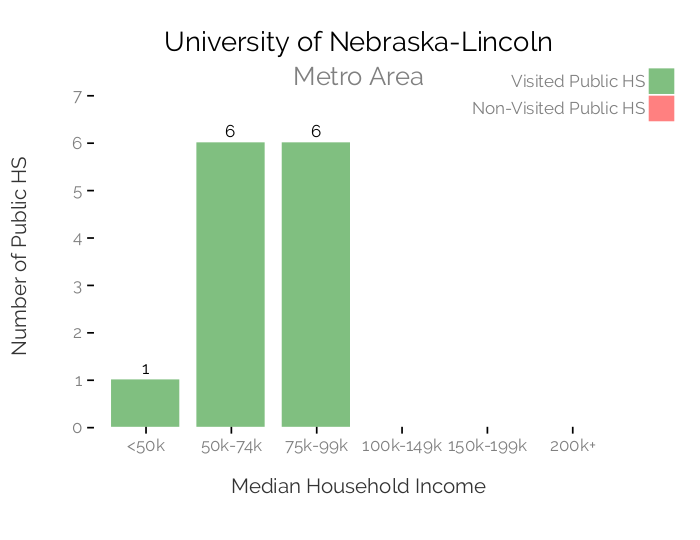 University of Nebraska-Lincoln
Metro Area
Visited Public HS
Non-Visited Public HS
Number of Public HS
7
6
5
4
3
2
1
0
1
6
6
<50k
50k-74k
75k-99k
100k-149k
150k-199k
200k+
Median Household Income